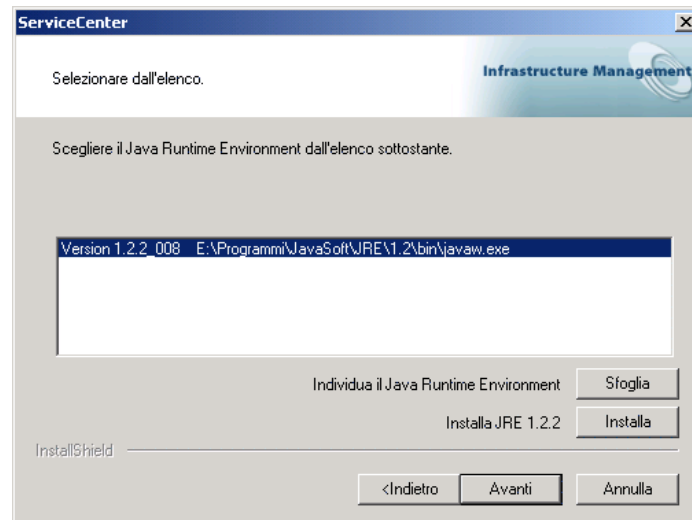 ServiceCenter
Selezionare dall'elenco.
Infrastructure Management
Scegliere il Java Runtime Environment dall'elenco sottostante.
Version 1.2.2_008 E:\Programmi\JavaSoft\JRE\1.2\bin\javaw.exe
Individua il Java Runtime Environment
Sfoglia
Installa JRE 1.2.2
Installa
InstallShield
<Indietro
Avanti
Annulla